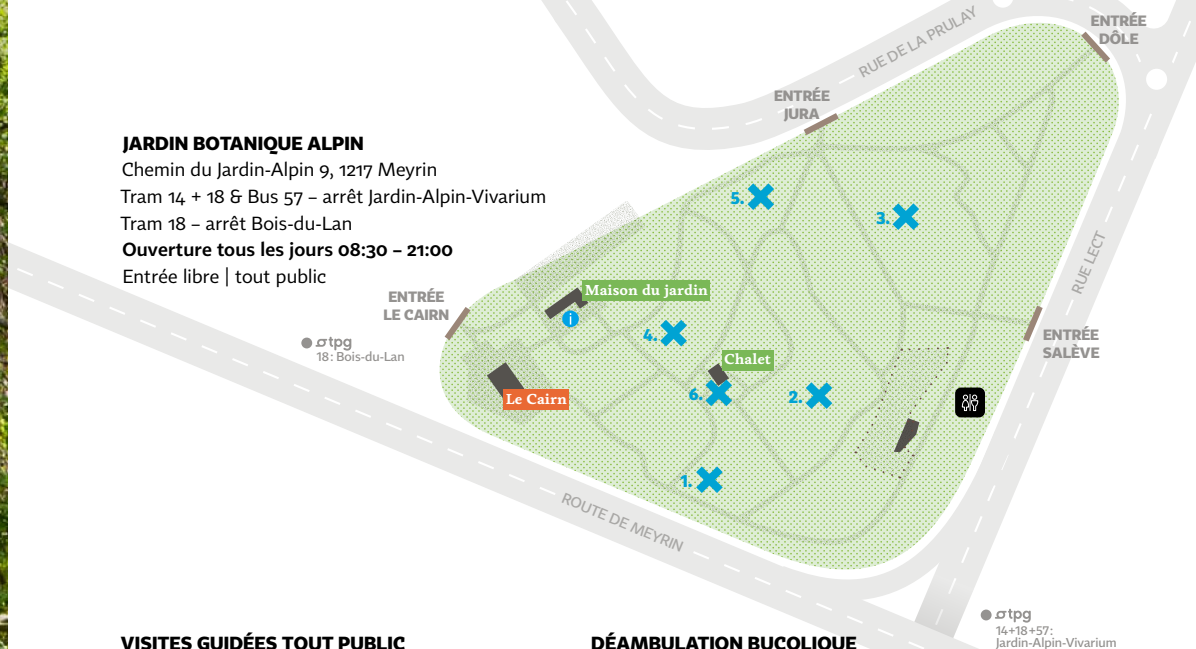 JARDIN BOTANIQUE ALPIN
Chemin du Jardin-Alpin 9, 1217 Meyrin
Tram 14 + 18 & Bus 57 – arrêt Jardin-Alpin-Vivarium
Tram 18 – arrêt Bois-du-Lan
Ouverture tous les jours 08:30 – 21:00
Entrée libre | tout public
ENTRÉE
DÔLE
RUE DE LA PRULAY
ENTRÉE
JURA
5.
3.
RUE LECT
ENTRÉE
LE CAIRN
Maison du jardin
i
tpg
18: Bois-du-Lan
4.
ENTRÉE
SALÈVE
Chalet
Le Cairn
6.
2.
1.
ROUTE DE MEYRIN
tpg
14+18+57:
Jardin-Alpin-Vivarium
VISITES GUIDÉES TOUT PUBLIC
DÉAMBULATION BUCOLIQUE